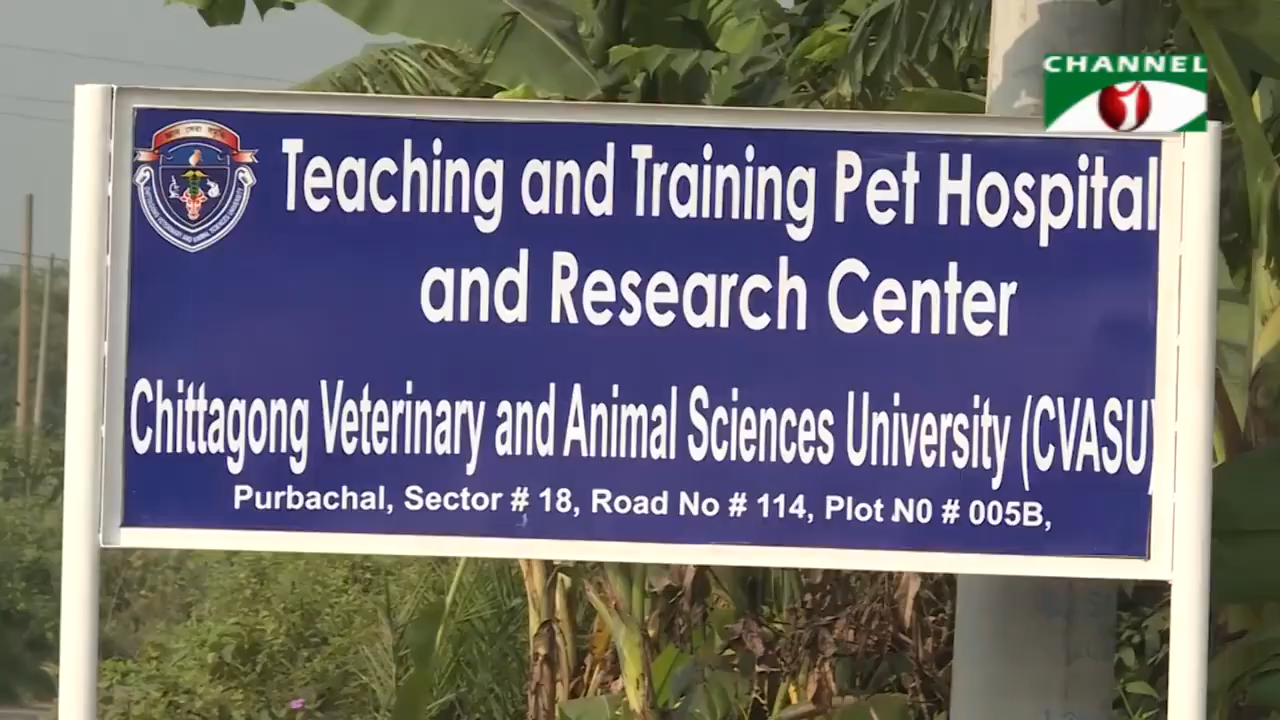 CHANNEL
Teaching and Training Pet Hospital
and Research Center
Chittagong Veterinary and Animal Sciences University (CVASU)
Purbachal, Sector # 18, Road No # 114, Plot .N0 # 005B,